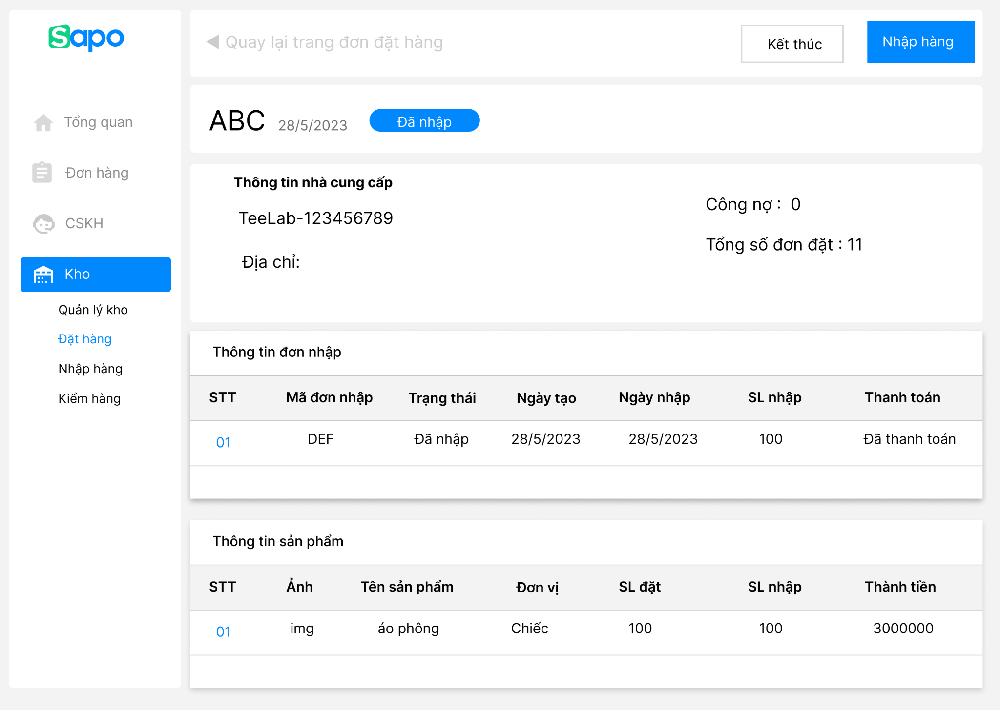 Sapo
Tổng quan
Đơn hàng
CSKH
Kho
Quản lý kho
Đặt hàng
Nhập hàng
Kiểm hàng
Quay lại trang đơn đặt hàng
Kết thúc
Nhập hàng
ABC 28/5/2023 Đã nhập
Thông tin nhà cung cấp
TeeLab-123456789
Địa chỉ:
Công nợ : 0
Tổng số đơn đặt : 11
Thông tin đơn nhập
STT Mã đơn nhập Trạng thái Ngày tạo Ngày nhập SL nhập Thanh toán
01 DEF Đã nhập 28/5/2023 28/5/2023 100 Đã thanh toán
Thông tin sản phẩm
STT Ảnh Tên sản phẩm Đơn vị SL đặt SL nhập Thành tiền
01 img áo phông Chiếc 100 100 3000000